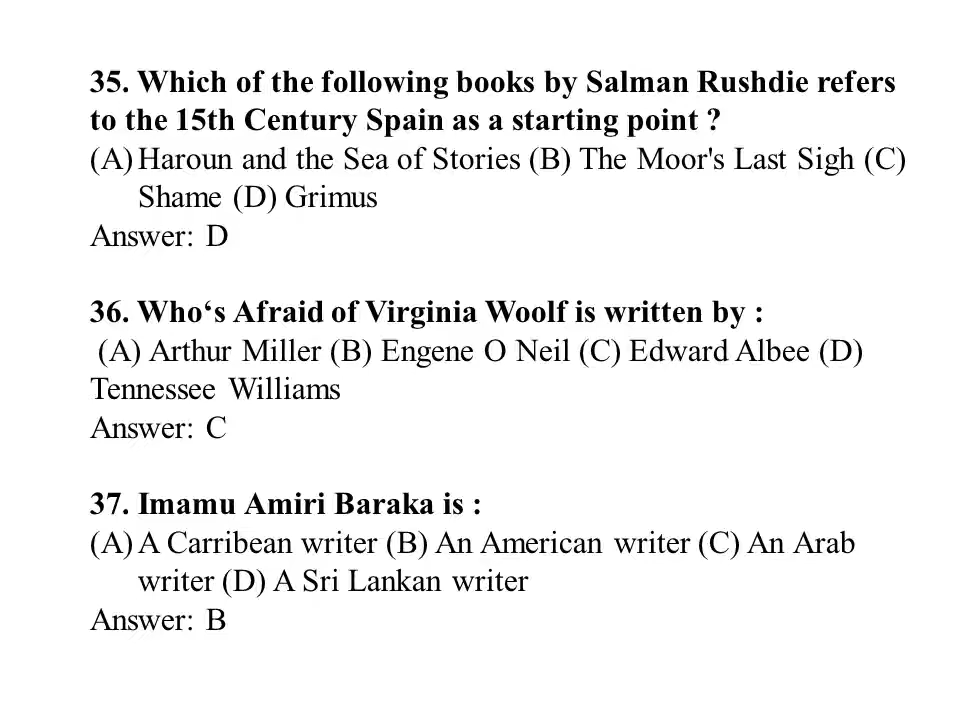 35. Which of the following books by Salman Rushdie refers
to the 15th Century Spain as a starting point ?
(A) Haroun and the Sea of Stories (B) The Moor's Last Sigh (C)
Shame (D) Grimus
Answer: D
36. Who‘s Afraid of Virginia Woolf is written by :
(A) Arthur Miller (B) Engene O Neil (C) Edward Albee (D)
Tennessee Williams
Answer: C
37. Imamu Amiri Baraka is :
(A) A Carribean writer (B) An American writer (C) An Arab
writer (D) A Sri Lankan writer
Answer: B